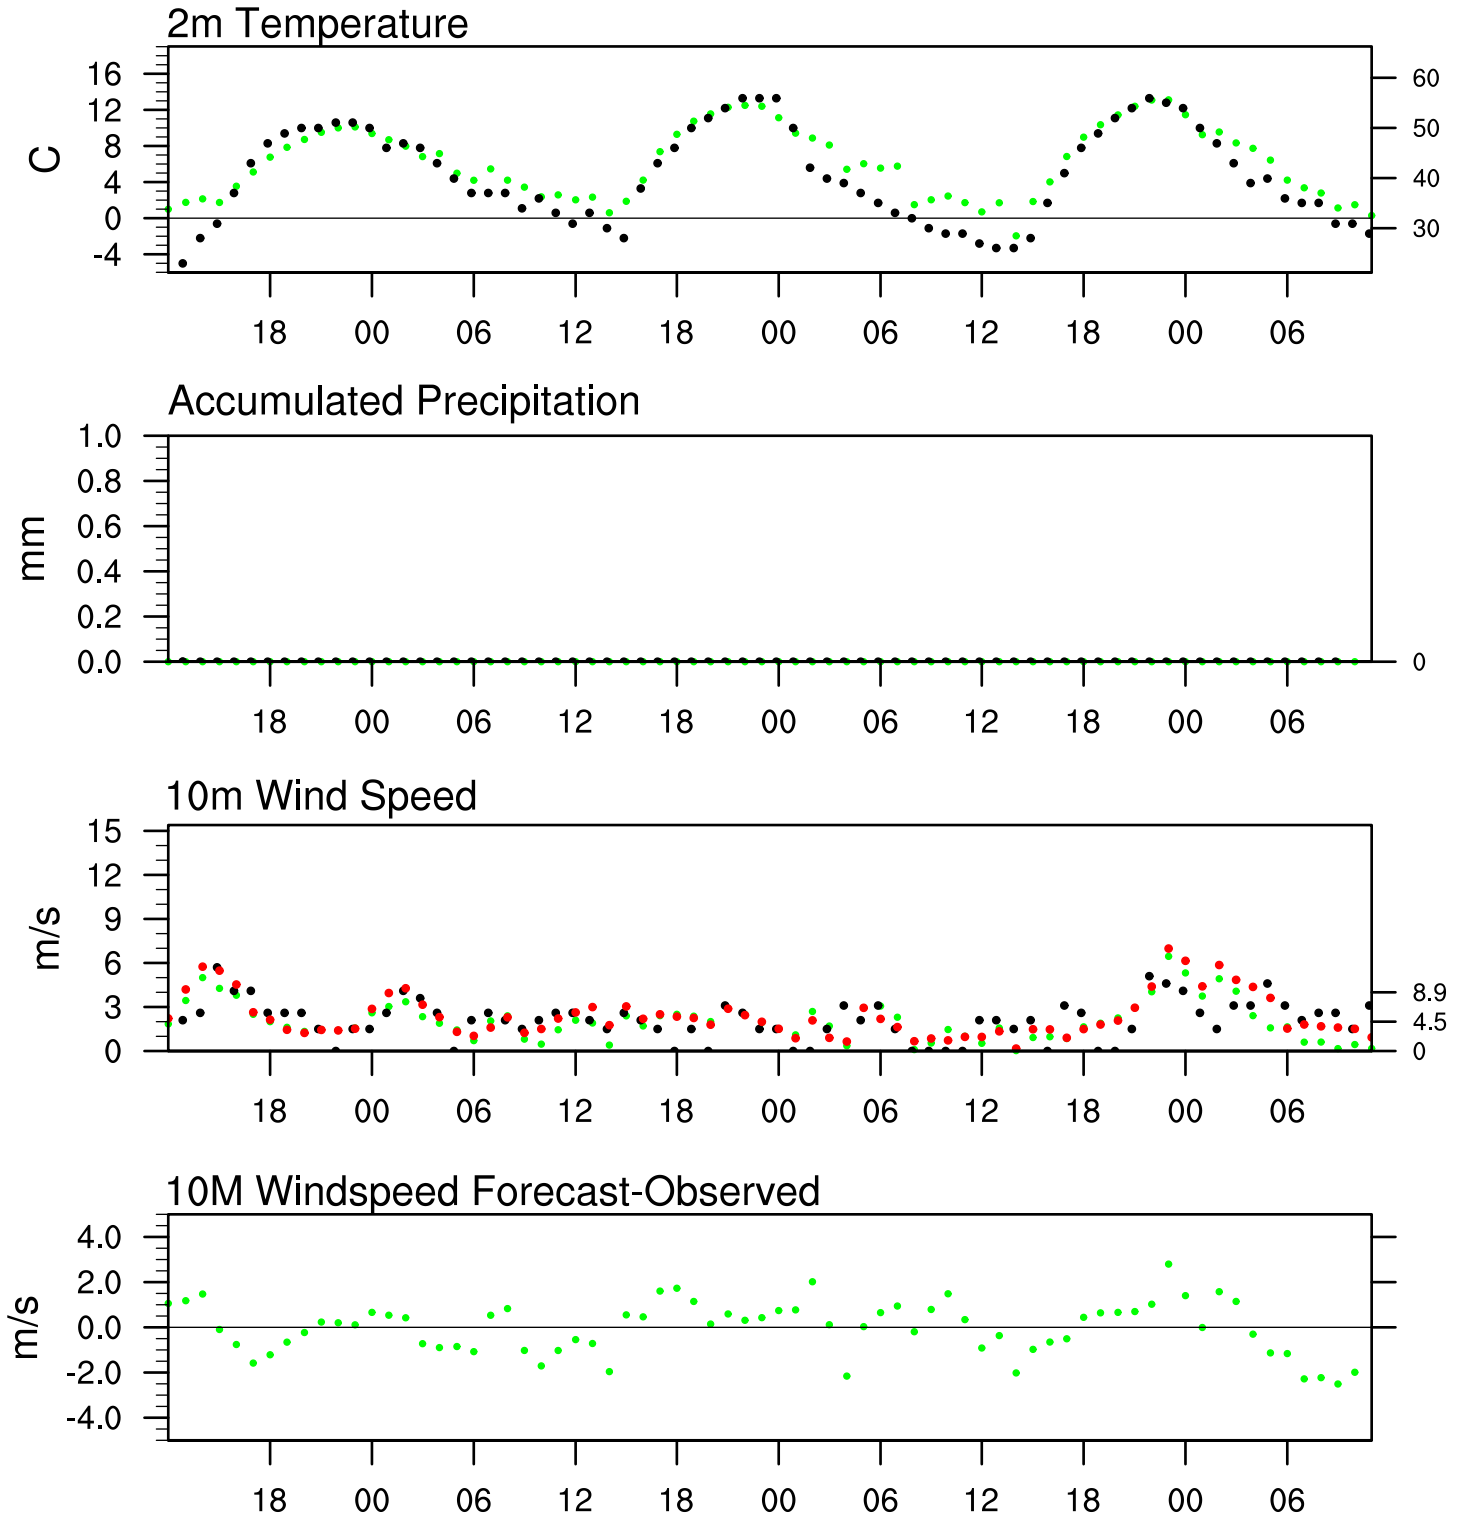 2m Temperature
16
60
12
50
8
C
4
40
0
30
-4
18 00 06 12 18 00 06 12 18 00 06
Accumulated Precipitation
1.0
0.8
0.6
mm
0.4
0.2
0.0
0
18 00 06 12 18 00 06 12 18 00 06
10m Wind Speed
15
12
9
m/s
6
8.9
3
4.5
0
0
18 00 06 12 18 00 06 12 18 00 06
10M Windspeed Forecast-Observed
4.0
2.0
m/s
0.0
-2.0
-4.0
18 00 06 12 18 00 06 12 18 00 06